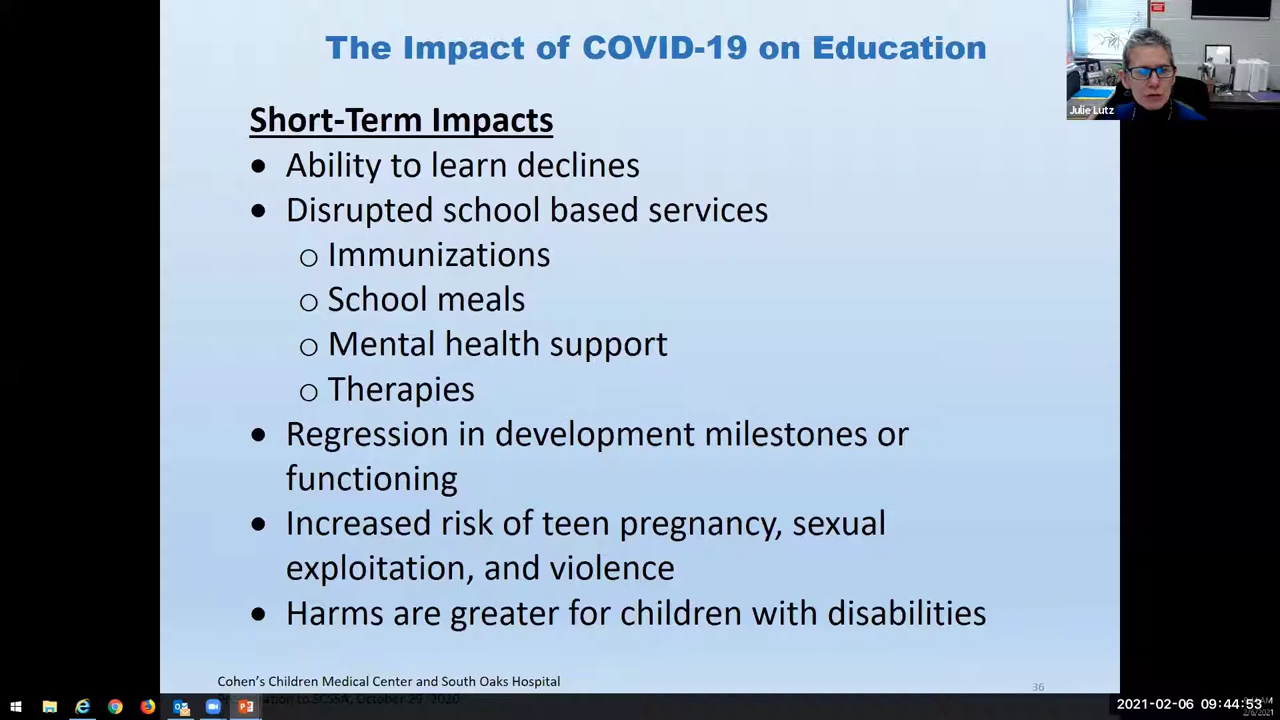 The Impact of COVID-19 on Education
Julie Lutz
Short-Term Impacts
• Ability to learn declines
• Disrupted school based services
o Immunizations
o School meals
o Mental health support
o Therapies
• Regression in development milestones or
functioning
• Increased risk of teen pregnancy, sexual
exploitation, and violence
• Harms are greater for children with disabilities
Cohen's Children Medical Center and South Oaks Hospital
36
2021-02-06 09:44:53